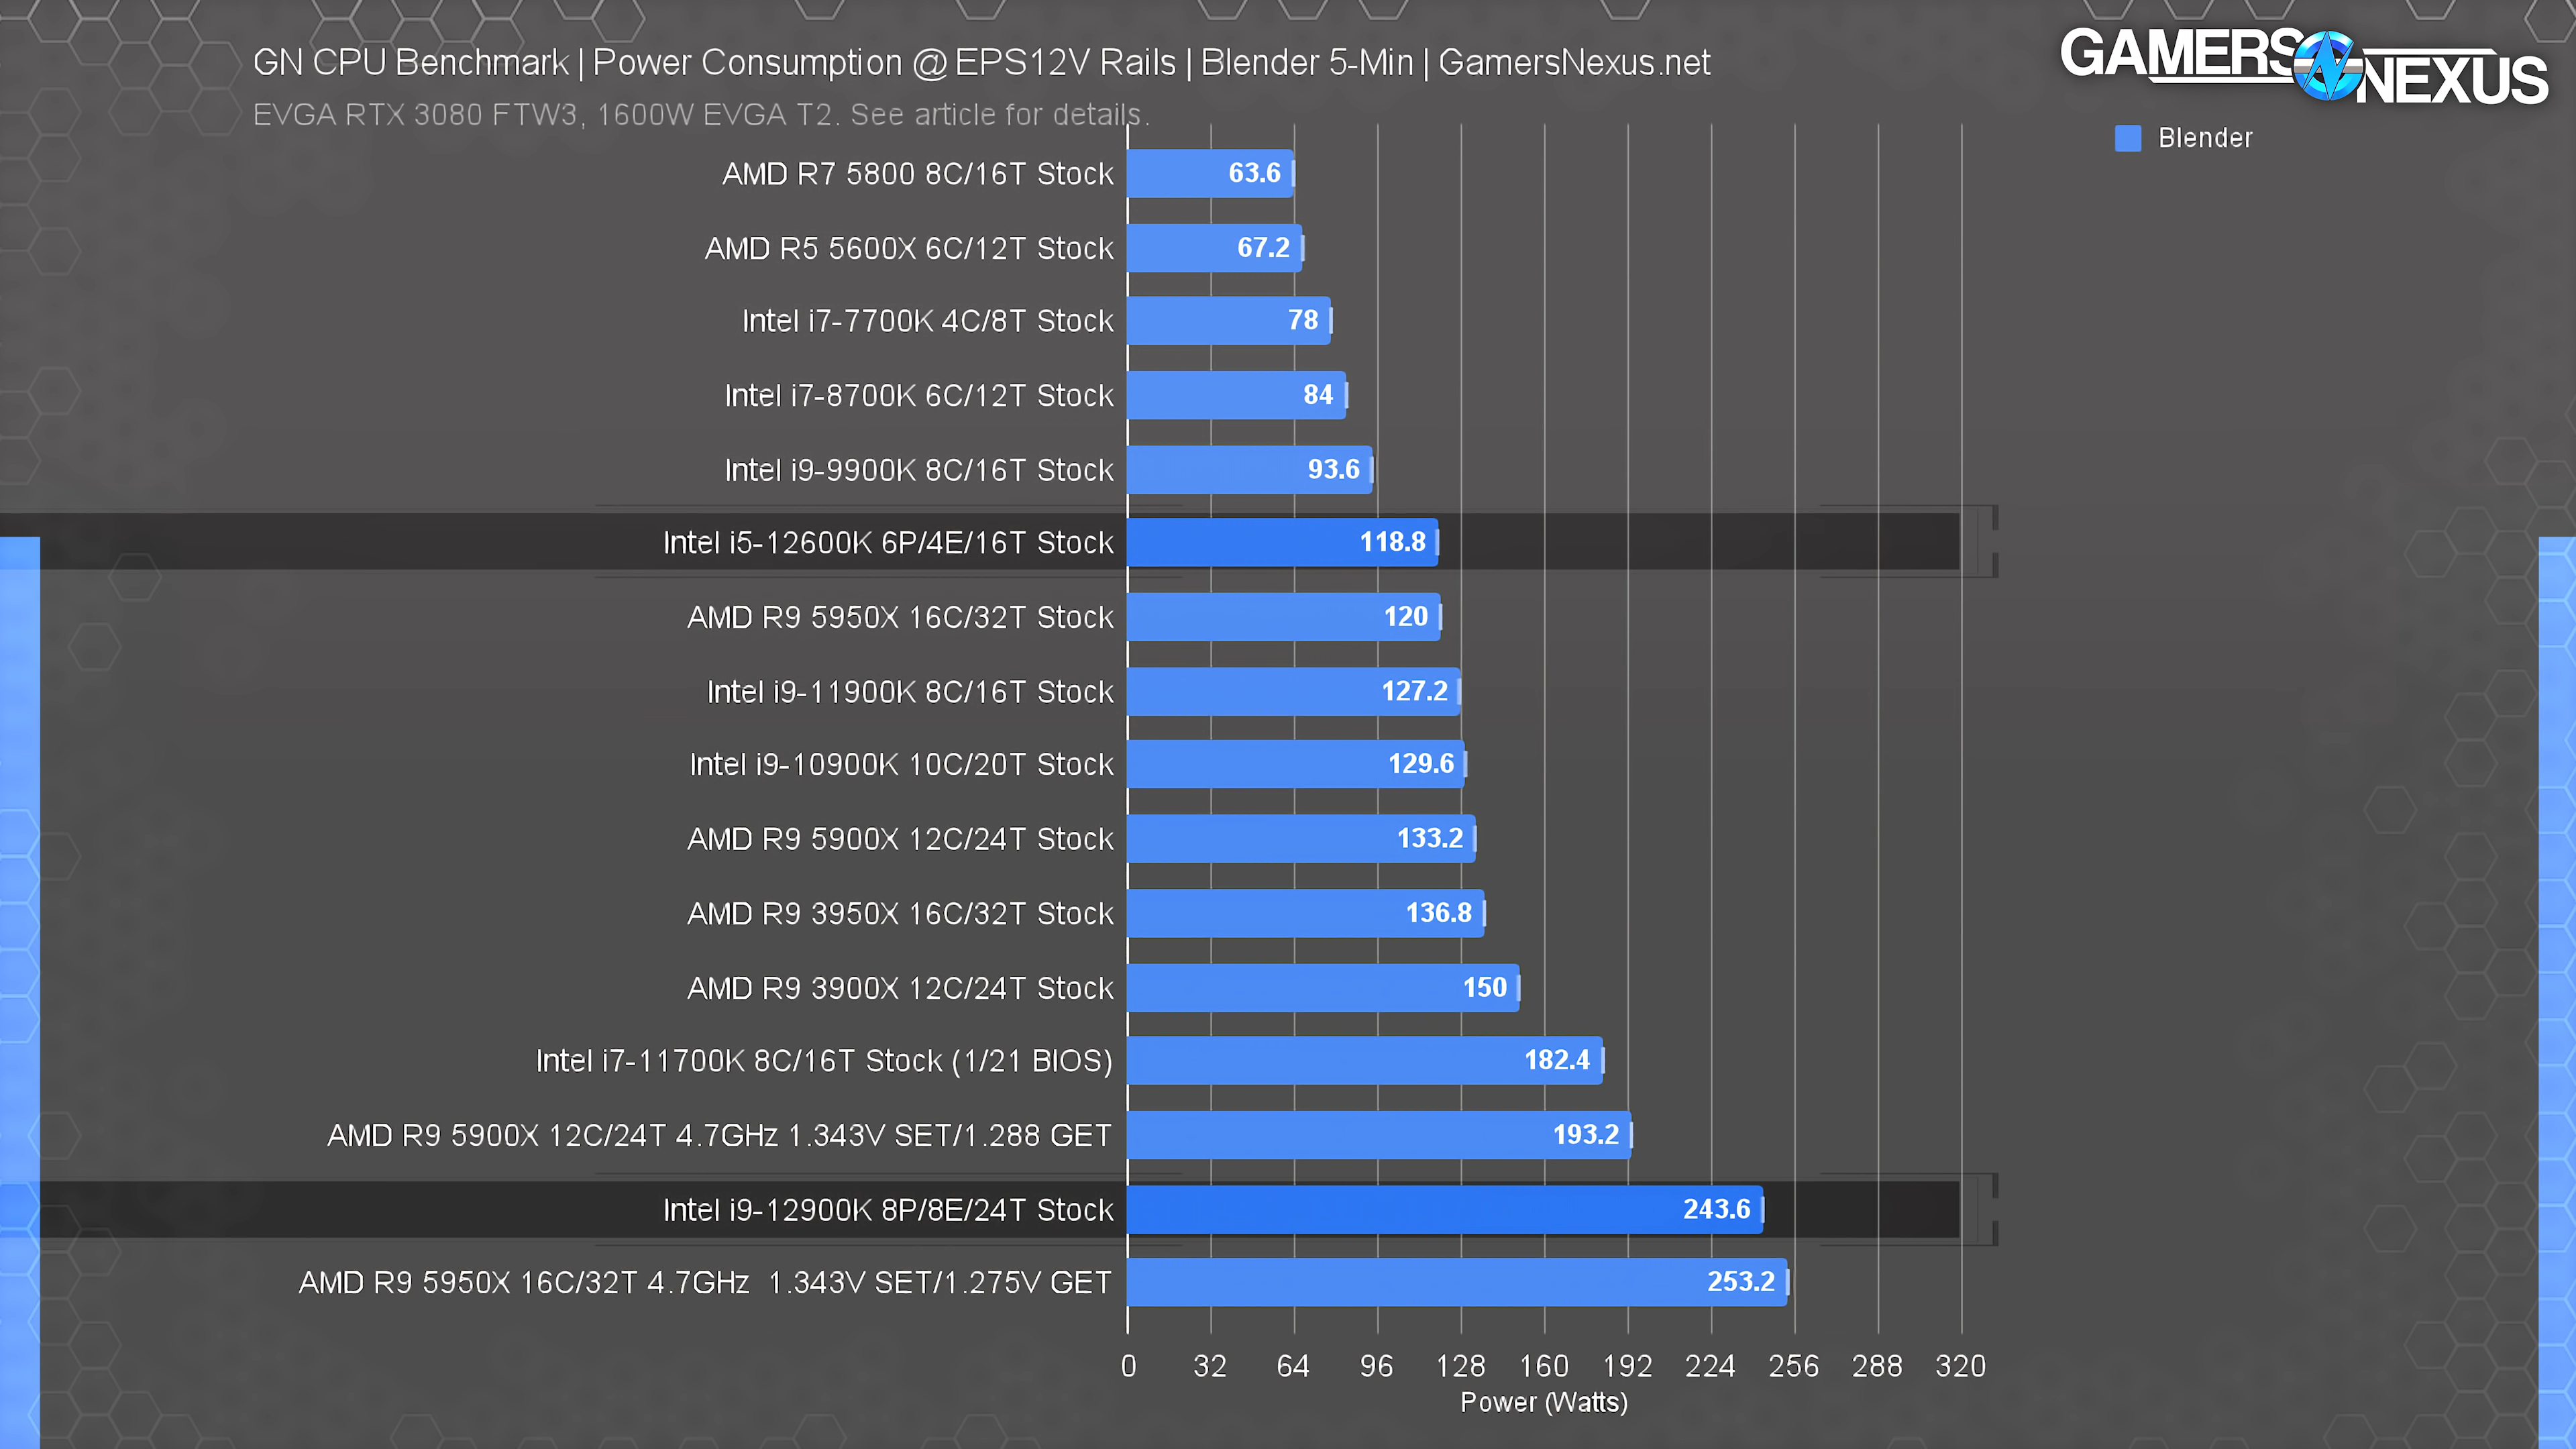 GN CPU Benchmark | Power Consumption @ EPS12V Rails | Blender 5-Min | GamersNexus.net
GAMERS NEXUS
EVGA RTX 3080 FTW3, 1600W EVGA T2. See article for details.
Blender
AMD R7 5800 8C/16T Stock 63.6
AMD R5 5600X 6C/12T Stock 67.2
Intel i7-7700K 4C/8T Stock 78
Intel i7-8700K 6C/12T Stock 84
Intel i9-9900K 8C/16T Stock 93.6
Intel i5-12600K 6P/4E/16T Stock 118.8
AMD R9 5950X 16C/32T Stock 120
Intel i9-11900K 8C/16T Stock 127.2
Intel i9-10900K 10C/20T Stock 129.6
AMD R9 5900X 12C/24T Stock 133.2
AMD R9 3950X 16C/32T Stock 136.8
AMD R9 3900X 12C/24T Stock 150
Intel i7-11700K 8C/16T Stock (1/21 BIOS) 182.4
AMD R9 5900X 12C/24T 4.7GHz 1.343V SET/1.288 GET 193.2
Intel i9-12900K 8P/8E/24T Stock 243.6
AMD R9 5950X 16C/32T 4.7GHz 1.343V SET/1.275V GET 253.2
0 32 64 96 128 160 192 224 256 288 320
Power (Watts)